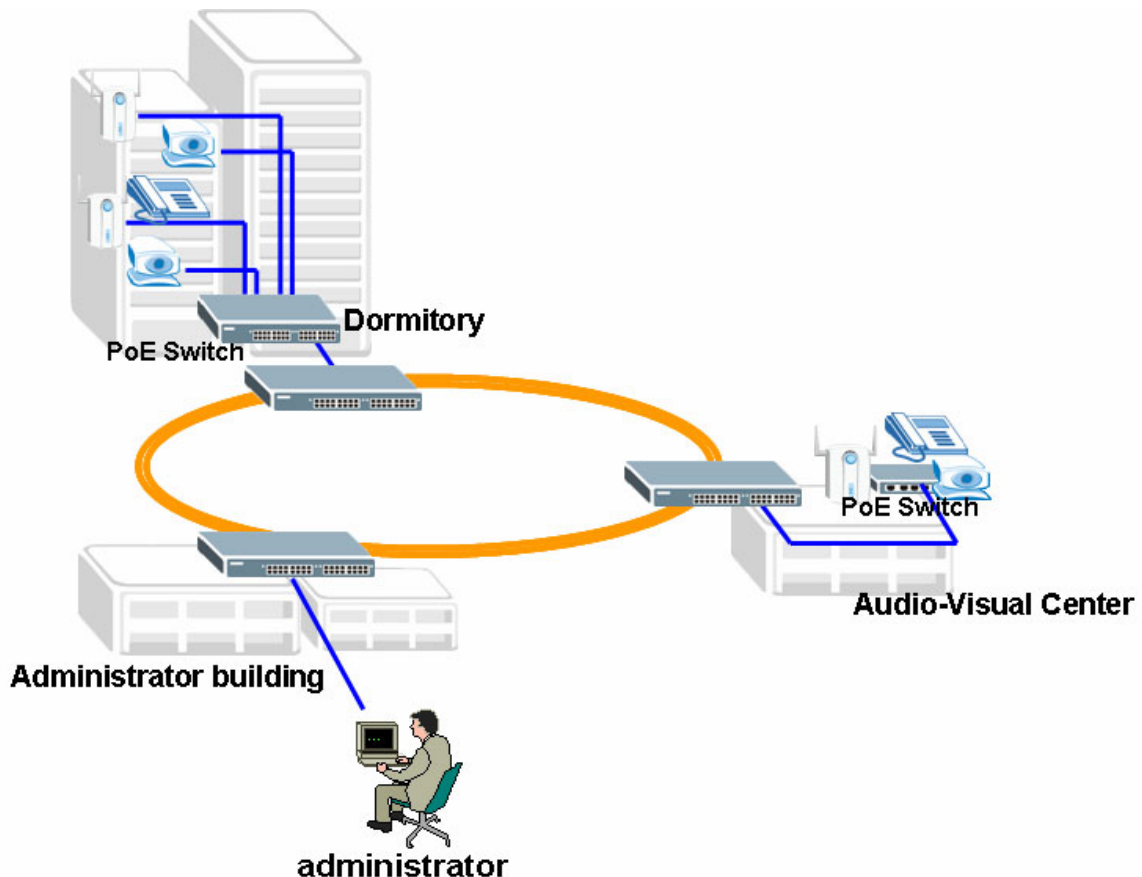 Dormitory
PoE Switch
PoE Switch
Audio-Visual Center
Administrator building
administrator